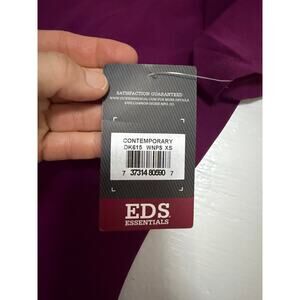 SATISFACTION GUARANTEED
CONTEMPORARY
DK615 WNPS XS
7 37314 80590 7
EDS
ESSENTIALS